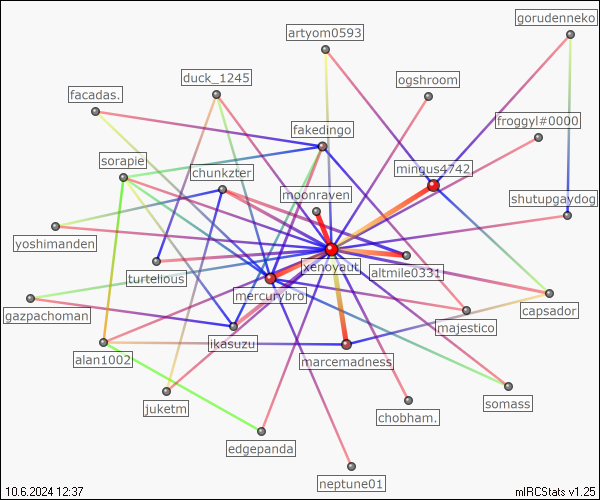 gorudenneko
artyom0593
duck_1245
ogshroom
facadas.
froggyl#0000
fakedingo
sorapie
chunkzter
mingus4742
moonraven
shutupgaydog
yoshimanden
xenoyaut
turtelious
altmile0331
mercurybro
gazpachoman
capsador
majestico
ikasuzu
alan1002
marcemadness
juketm
somass
chobham.
edgepanda
neptune01
10.6.2024 12:37
mIRCStats v1.25